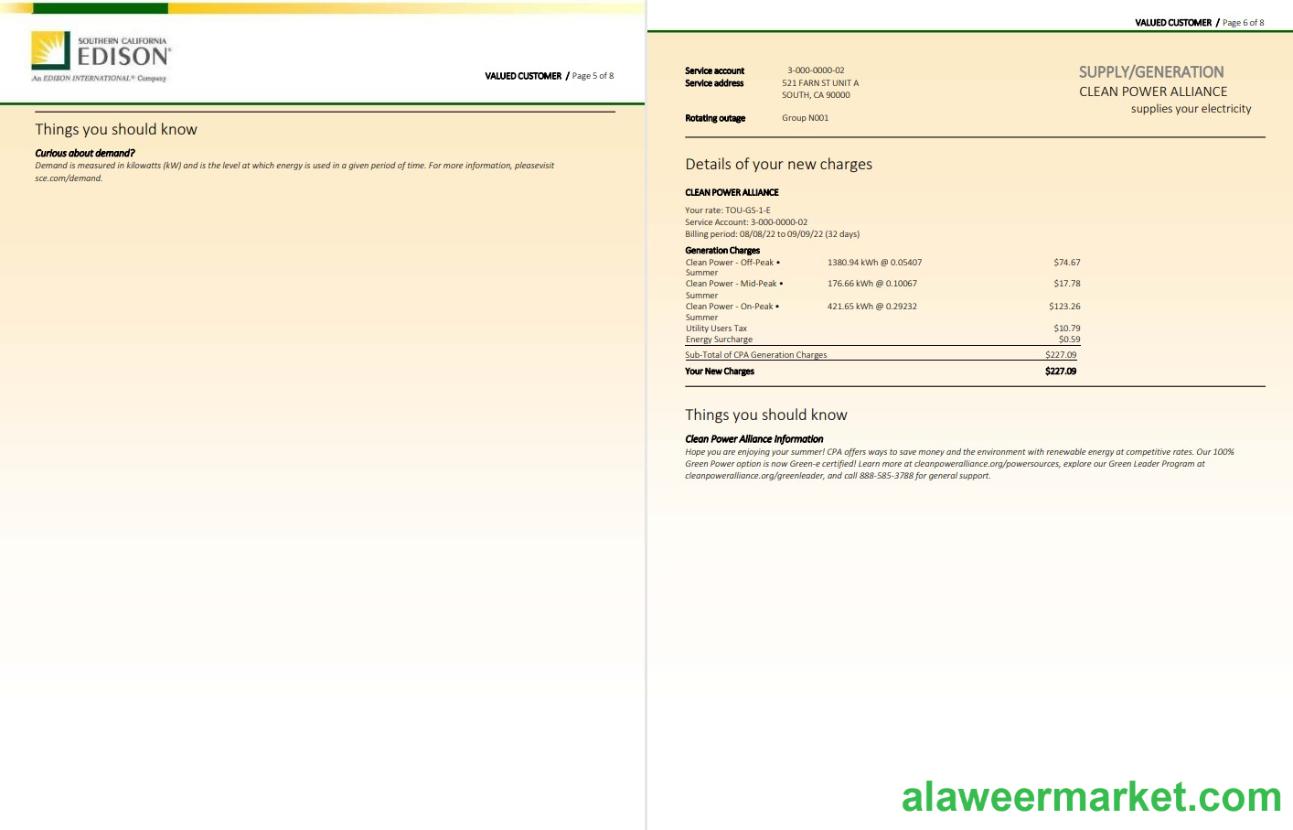 SOUTHERN CALIFORNIA
EDISON®
An EDISON INTERNATIONAL® Company
VALUED CUSTOMER / Page 5 of 8
Things you should know
Curious about demand?
Demand is measured in kilowatts (kW) and is the level at which energy is used in a given period of time. For more information, pleasevisit
sce.com/demand.
VALUED CUSTOMER / Page 6 of 8
Service account 3-000-0000-02
Service address 521 FARN ST UNIT A
SOUTH, CA 90000
Rotating outage Group N001
SUPPLY/GENERATION
CLEAN POWER ALLIANCE
supplies your electricity
Details of your new charges
CLEAN POWER ALLIANCE
Your rate: TOU-GS-1-E
Service Account: 3-000-0000-02
Billing period: 08/08/22 to 09/09/22 (32 days)
Generation Charges
Clean Power - Off-Peak • 1380.94 kWh @ 0.05407 $74.67
Summer
Clean Power - Mid-Peak • 176.66 kWh @ 0.10067 $17.78
Summer
Clean Power - On-Peak • 421.65 kWh @ 0.29232 $123.26
Summer
Utility Users Tax $10.79
Energy Surcharge $0.59
Sub-Total of CPA Generation Charges $227.09
Your New Charges $227.09
Things you should know
Clean Power Alliance Information
Hope you are enjoying your summer! CPA offers ways to save money and the environment with renewable energy at competitive rates. Our 100%
Green Power option is now Green-e certified! Learn more at cleanpoweralliance.org/powersources, explore our Green Leader Program at
cleanpoweralliance.org/greenleader, and call 888-585-3788 for general support.
alaweermarket.com